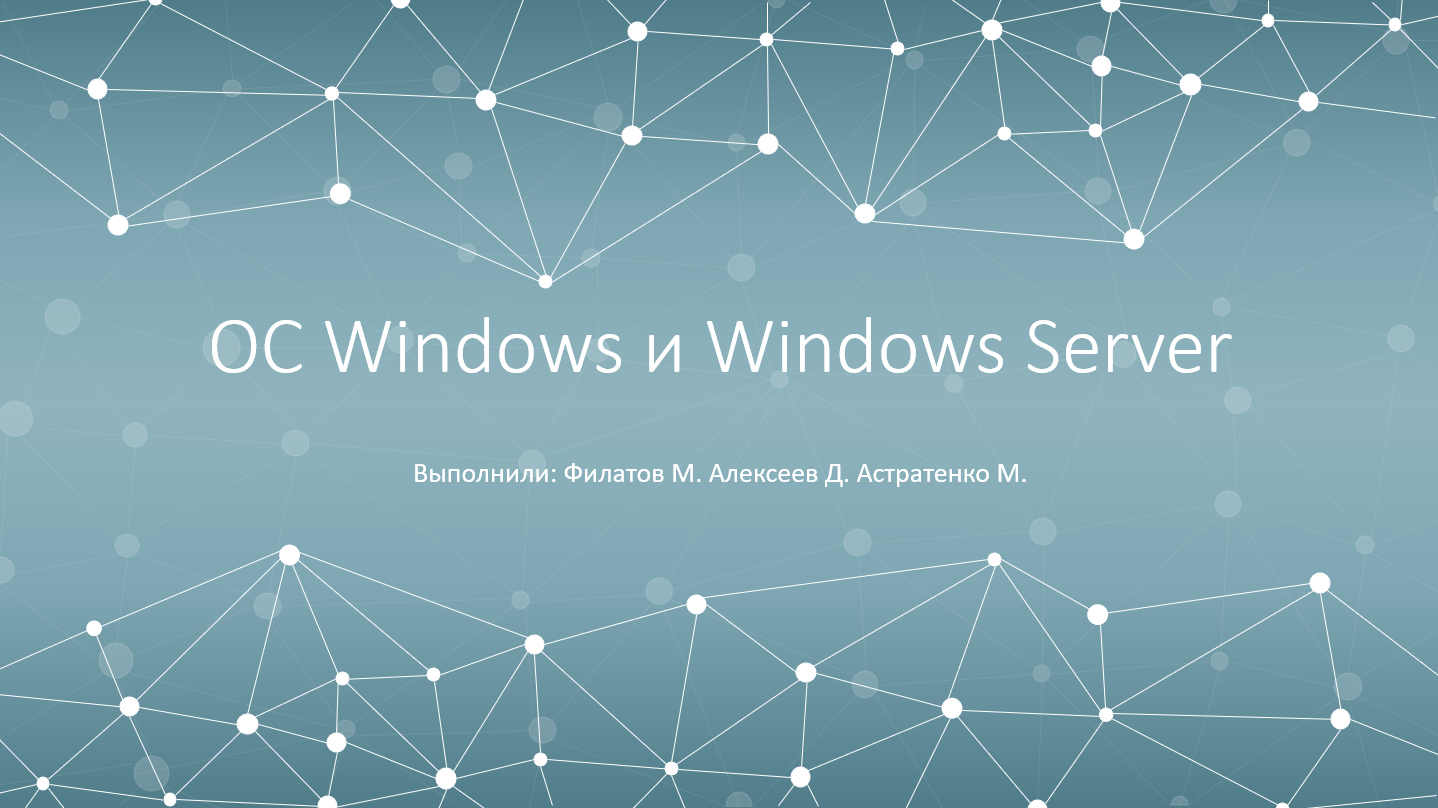 ОС Windows и Windows Server
Выполнили: Филатов М. Алексеев Д. Астратенко М.